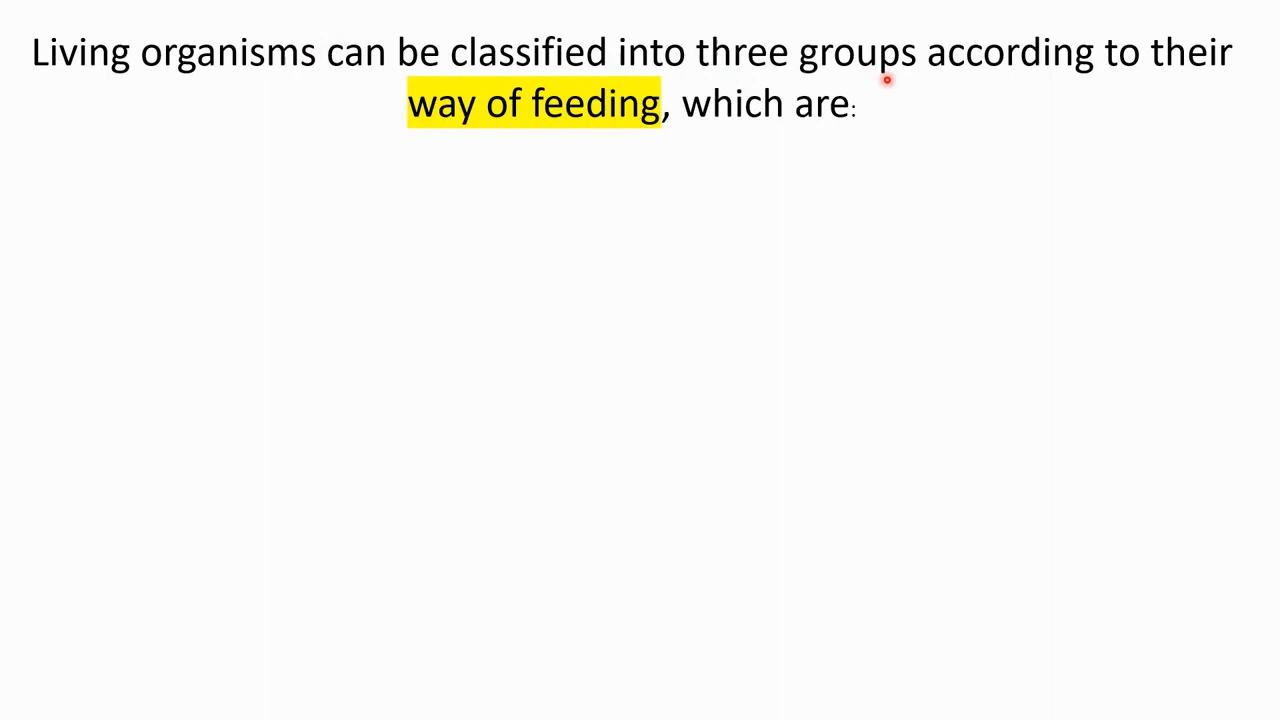 Living organisms can be classified into three groups according to their
way of feeding, which are: